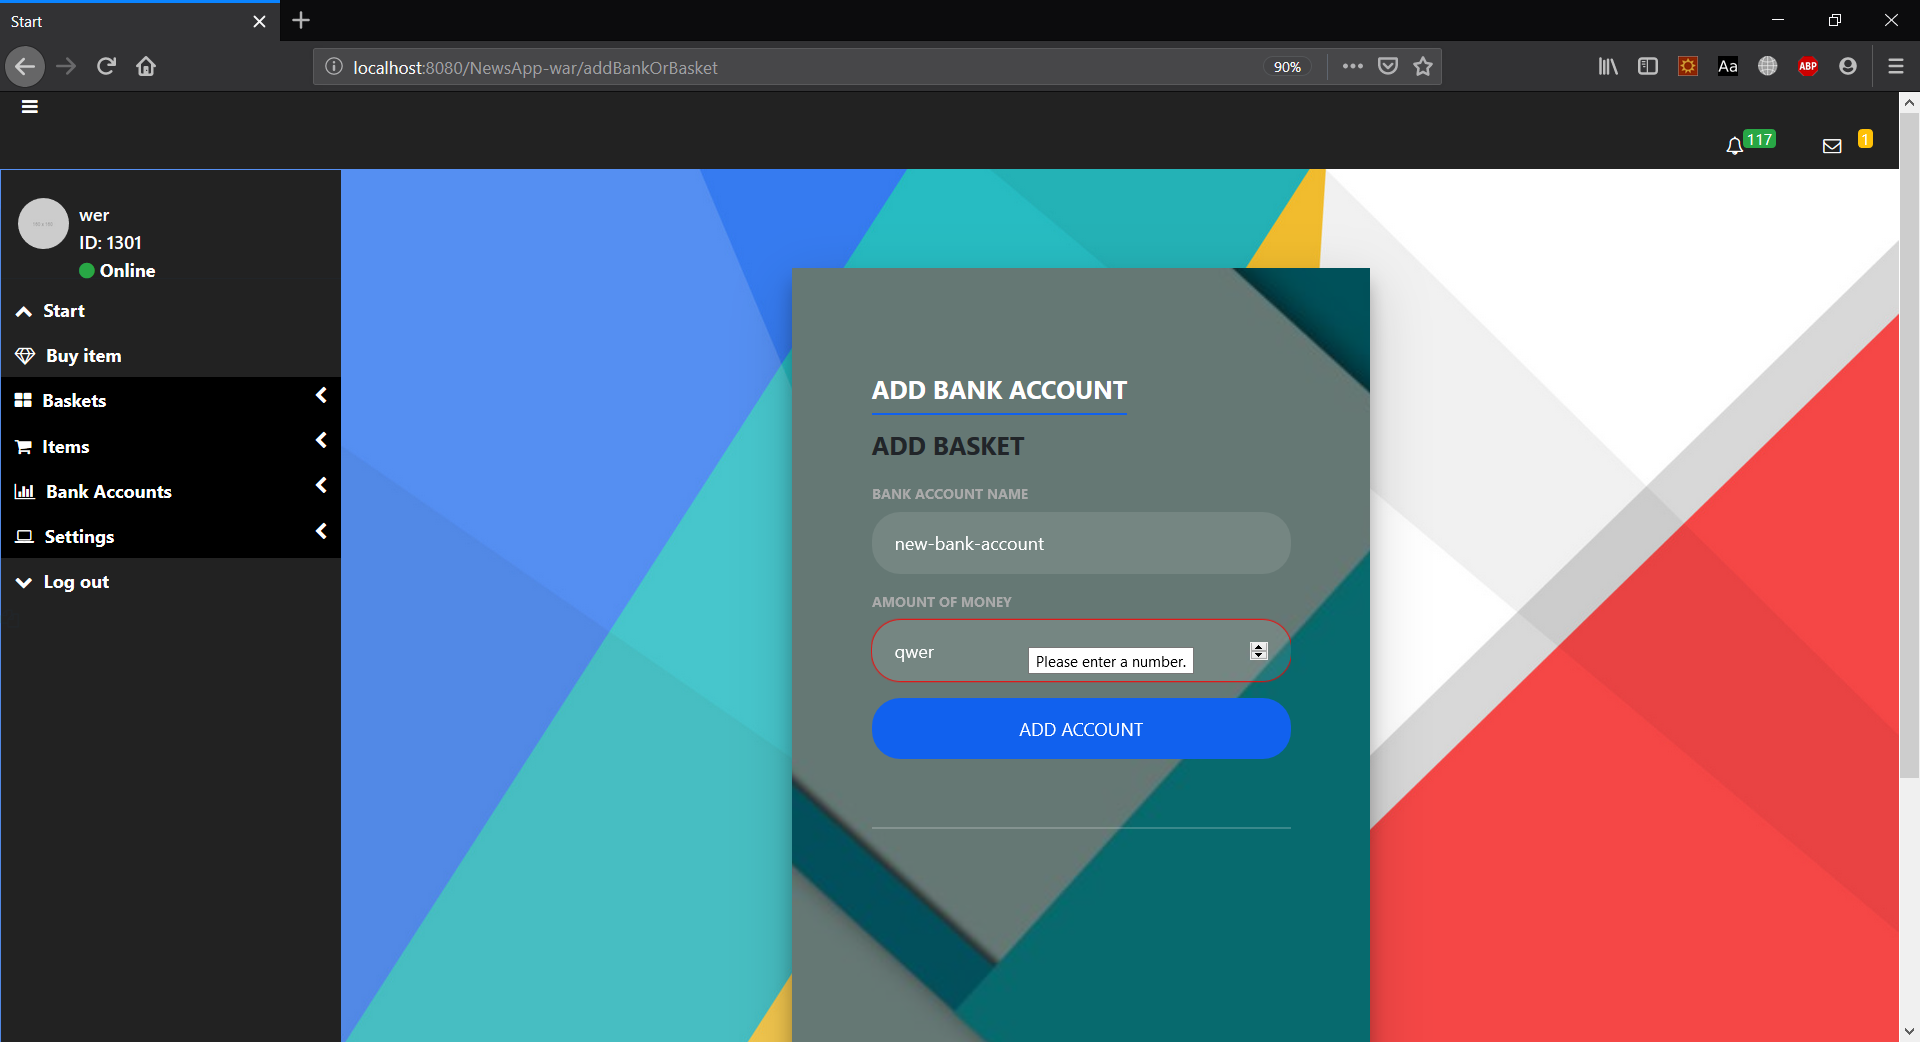 Start
localhost:8080/NewsApp-war/addBankOrBasket
90%
Aa
ABP
117
1
wer
ID: 1301
Online
Start
Buy item
Baskets
Items
Bank Accounts
Settings
Log out
ADD BANK ACCOUNT
ADD BASKET
BANK ACCOUNT NAME
new-bank-account
AMOUNT OF MONEY
qwer
Please enter a number.
ADD ACCOUNT